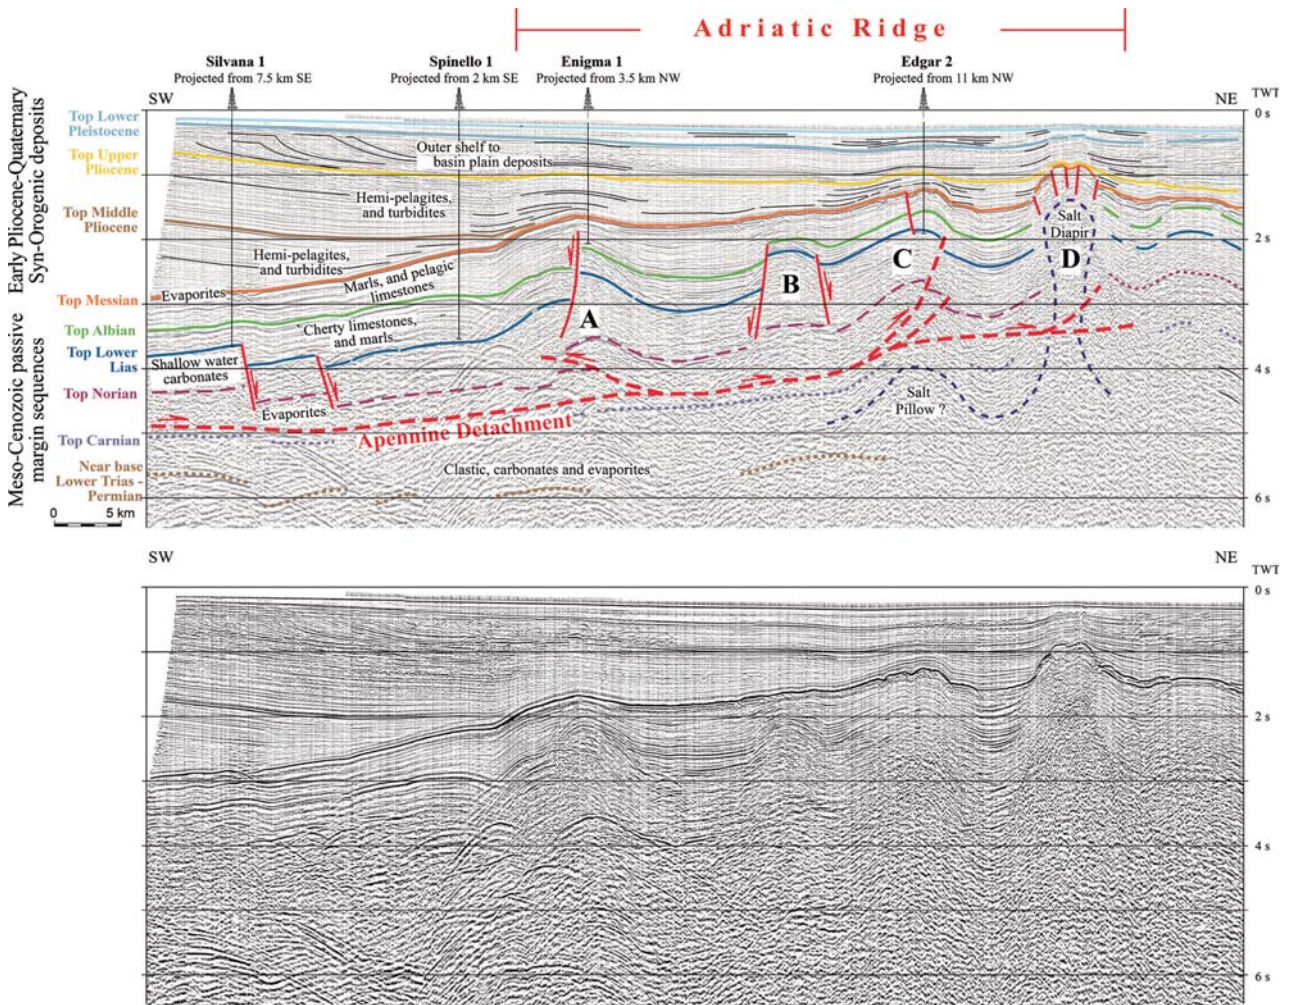 Adriatic Ridge
Silvana 1
Projected from 7.5 km SE
Spinello 1
Projected from 2 km SE
Enigma 1
Projected from 3.5 km NW
Edgar 2
Projected from 11 km NW
SW
NE
TWT
0 s
2 s
4 s
6 s
Early Pliocene-Quaternary
Syn-Orogenic deposits
Meso-Cenozoic passive
margin sequences
Top Lower
Pleistocene
Top Upper
Pliocene
Top Middle
Pliocene
Top Messian
Top Albian
Top Lower
Lias
Top Norian
Top Carnian
Near base
Lower Trias -
Permian
0
5 km
Outer shelf to
basin plain deposits
Hemi-pelagites,
and turbidites
Hemi-pelagites,
and turbidites
Evaporites
Marls, and pelagic
limestones
Cherty limestones,
and marls
Shallow water
carbonates
Evaporites
Apennine Detachment
Clastic, carbonates and evaporites
A
B
C
D
Salt
Diapir
Salt
Pillow ?
SW
NE
TWT
0 s
2 s
4 s
6 s